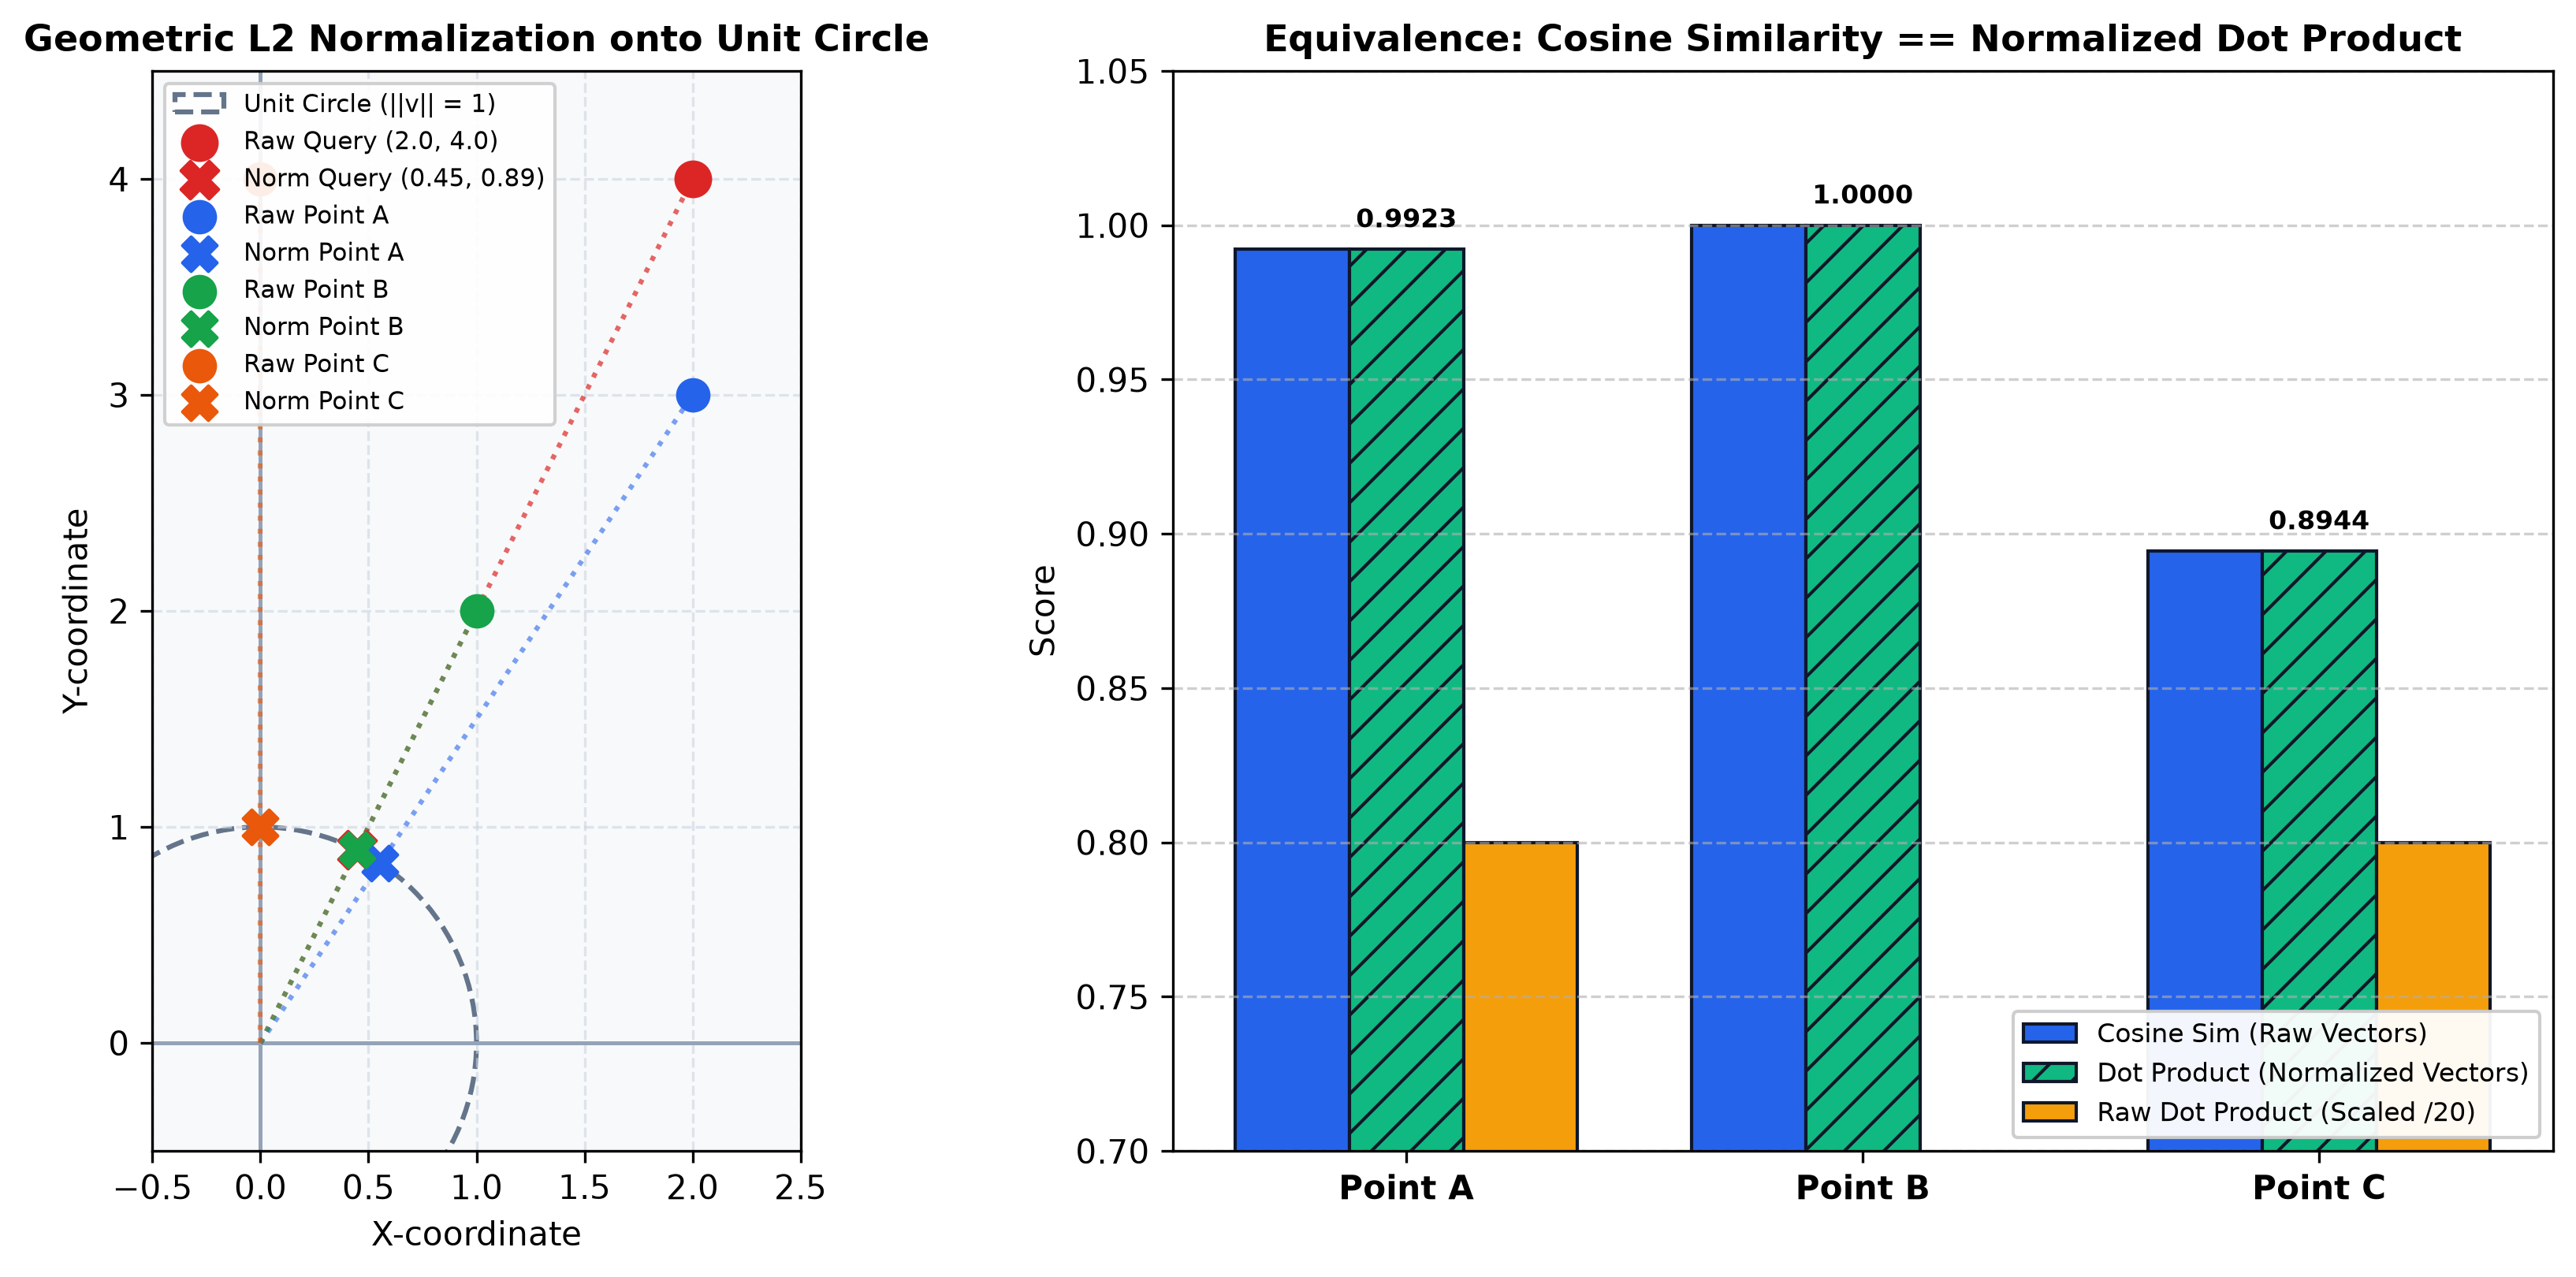 Geometric L2 Normalization onto Unit Circle
Unit Circle (||v|| = 1)
Raw Query (2.0, 4.0)
Norm Query (0.45, 0.89)
Raw Point A
Norm Point A
Raw Point B
Norm Point B
Raw Point C
Norm Point C
4
3
2
1
0
Y-coordinate
−0.5 0.0 0.5 1.0 1.5 2.0 2.5
X-coordinate
Equivalence: Cosine Similarity == Normalized Dot Product
1.05
1.00
0.95
0.90
0.85
0.80
0.75
0.70
Score
0.9923
1.0000
0.8944
Cosine Sim (Raw Vectors)
Dot Product (Normalized Vectors)
Raw Dot Product (Scaled /20)
Point A Point B Point C